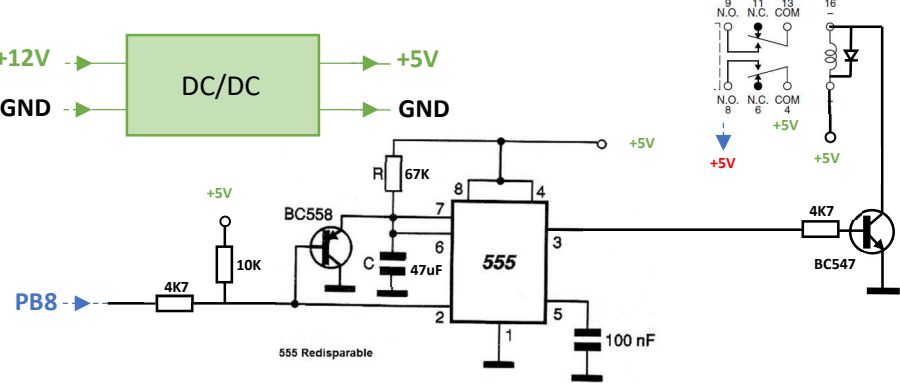 9 11 13 16
N.O. N.C. COM –
+12V +5V
DC/DC
GND GND
N.O. N.C. COM
8 6 4
+5V
+5V
+5V
+5V
R 67K
8 4
+5V
BC558
7
6
C 47uF
10K
555
3
4K7
BC547
PB8
4K7
2
5
1
100 nF
555 Redisparable